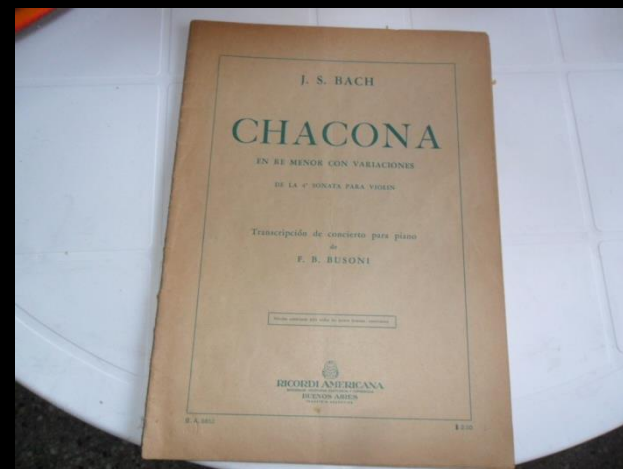 J. S. BACH
CHACONA
EN RE MENOR CON VARIACIONES
DE LA 4ª SONATA PARA VIOLIN
Transcripción de concierto para piano
de
F. B. BUSONI
RICORDI AMERICANA
BUENOS AIRES